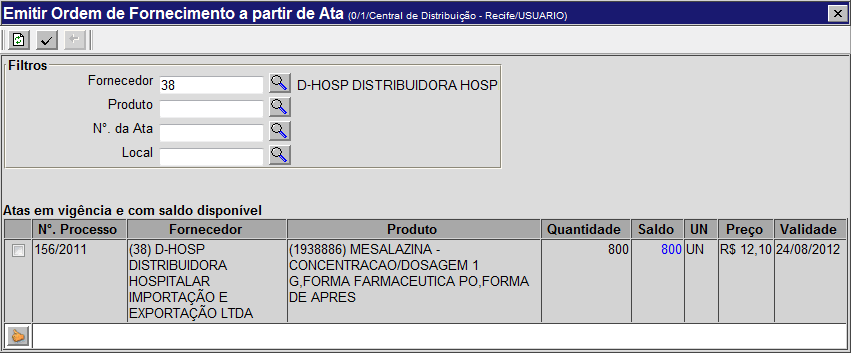 Emitir Ordem de Fornecimento a partir de Ata (0/1/Central de Distribuição - Recife/USUARIO)
Filtros
Fornecedor 38 D-HOSP DISTRIBUIDORA HOSP
Produto
N°. da Ata
Local
Atas em vigência e com saldo disponível
N°. Processo Fornecedor Produto Quantidade Saldo UN Preço Validade
156/2011 (38) D-HOSP (1938886) MESALAZINA - 800 800 UN R$ 12,10 24/08/2012
DISTRIBUIDORA CONCENTRACAO/DOSAGEM 1
HOSPITALAR G,FORMA FARMACEUTICA PO,FORMA
IMPORTAÇÃO E DE APRES
EXPORTAÇÃO LTDA